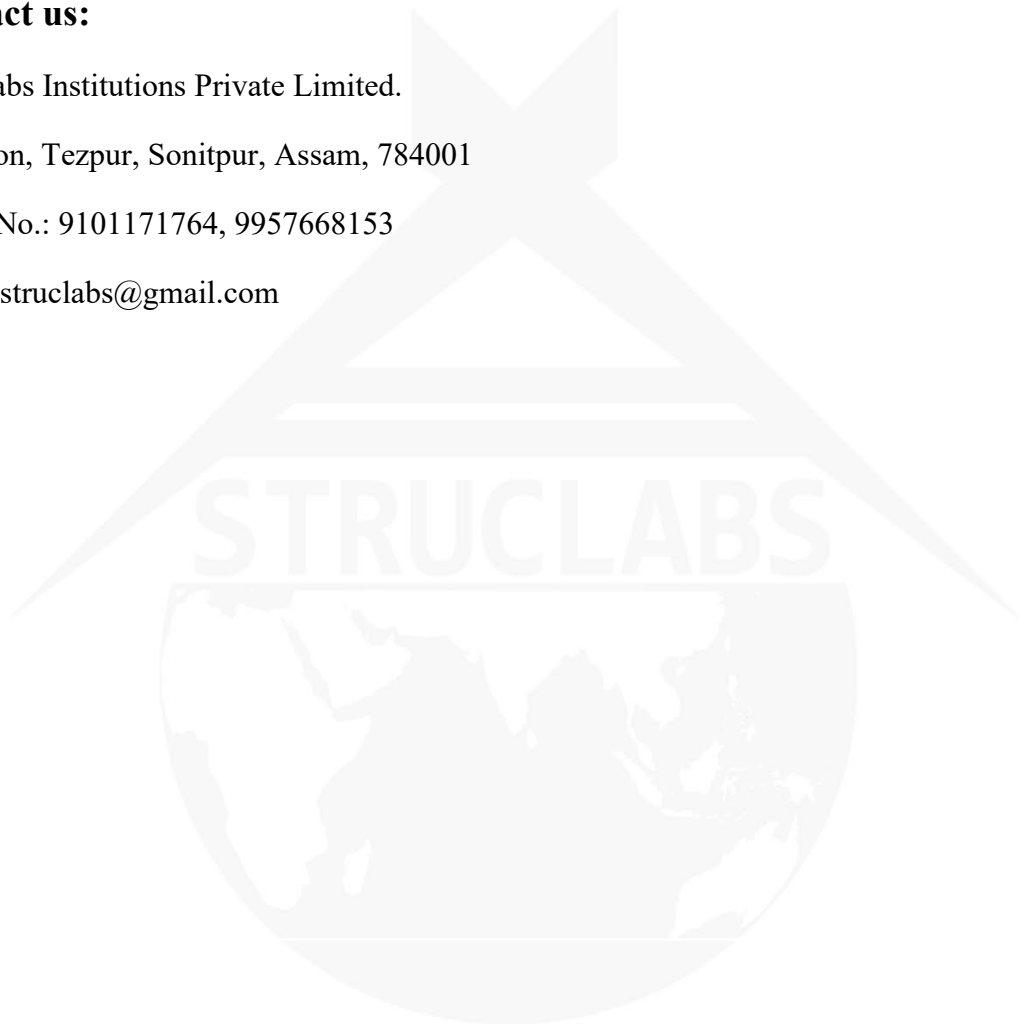 act us:
abs Institutions Private Limited.
on, Tezpur, Sonitpur, Assam, 784001
No.: 9101171764, 9957668153
struclabs@gmail.com
STRUCLABS